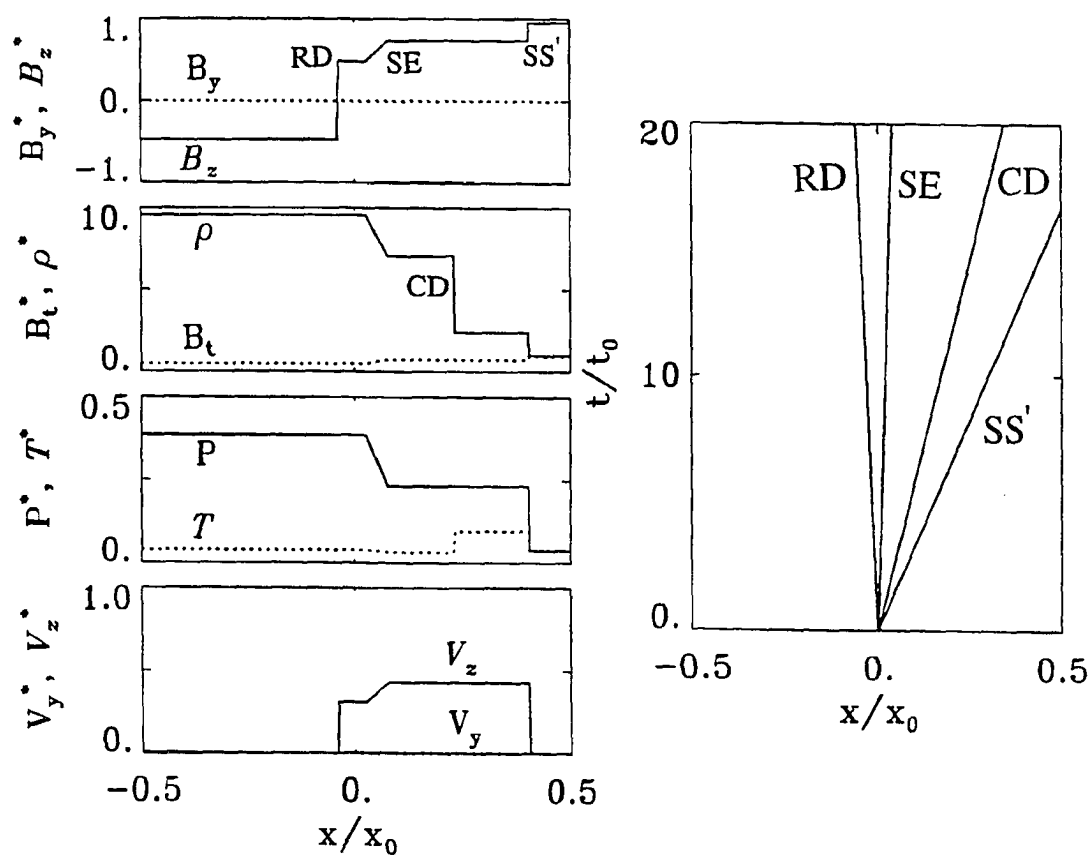 B_y*, B_z*
1.
0.
-1.
RD
SE
SS'
B_y
B_z
B_t*, ρ*
10.
0.
ρ
CD
B_t
P*, T*
0.5
0.
P
T
V_y*, V_z*
1.0
0.
V_z
V_y
-0.5
0.
0.5
x/x_0
t/t_0
20
10
0.
RD
SE
CD
SS'
-0.5
0.
0.5
x/x_0